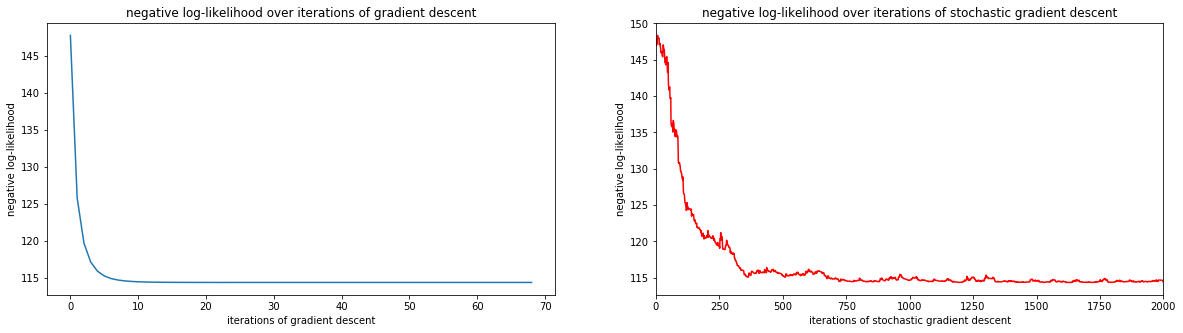 negative log-likelihood over iterations of gradient descent
negative log-likelihood
145
140
135
130
125
120
115
0 10 20 30 40 50 60 70
iterations of gradient descent
negative log-likelihood over iterations of stochastic gradient descent
negative log-likelihood
150
145
140
135
130
125
120
115
0 250 500 750 1000 1250 1500 1750 2000
iterations of stochastic gradient descent